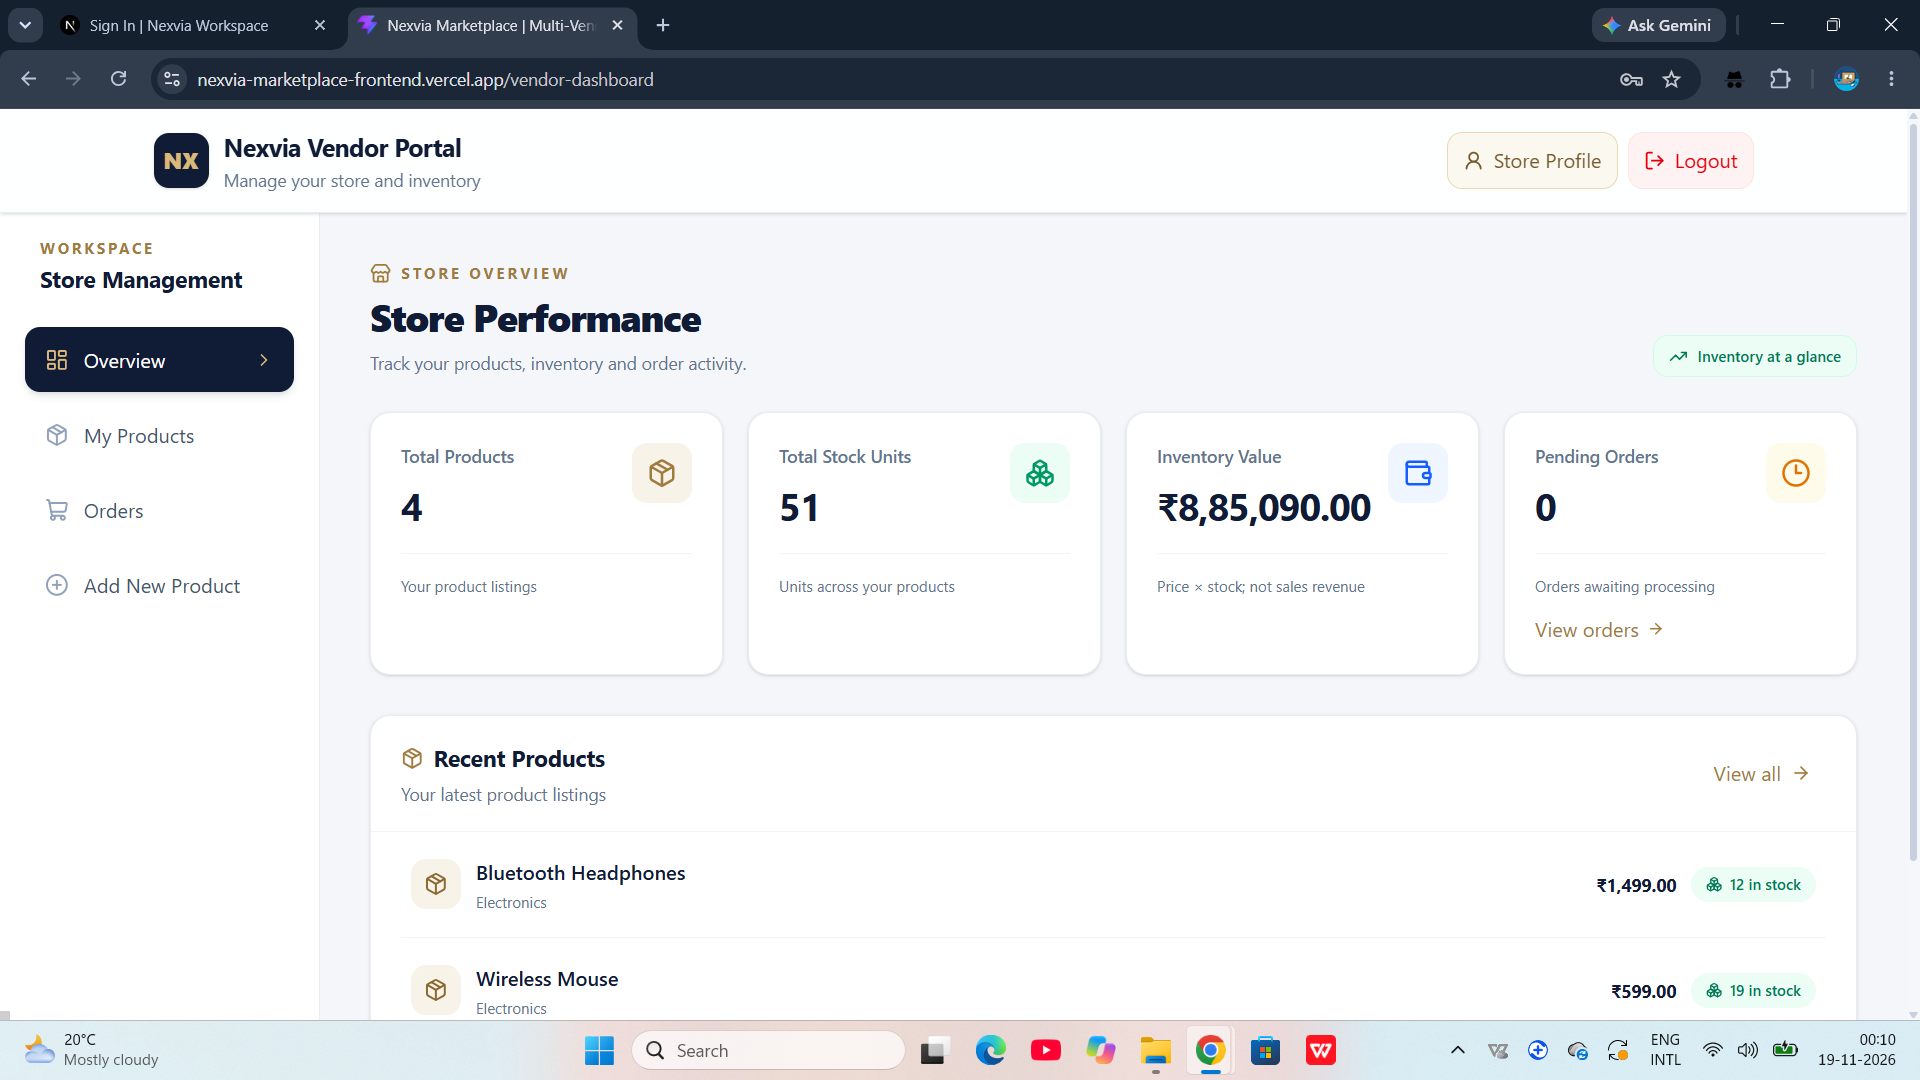 Sign In | Nexvia Workspace
Nexvia Marketplace | Multi-Ven
Ask Gemini
nexvia-marketplace-frontend.vercel.app/vendor-dashboard
NX
Nexvia Vendor Portal
Manage your store and inventory
Store Profile
Logout
WORKSPACE
Store Management
Overview
My Products
Orders
Add New Product
STORE OVERVIEW
Store Performance
Track your products, inventory and order activity.
Inventory at a glance
Total Products
4
Your product listings
Total Stock Units
51
Units across your products
Inventory Value
₹8,85,090.00
Price × stock; not sales revenue
Pending Orders
0
Orders awaiting processing
View orders
Recent Products
Your latest product listings
View all
Bluetooth Headphones
Electronics
₹1,499.00
12 in stock
Wireless Mouse
Electronics
₹599.00
19 in stock
20°C
Mostly cloudy
Search
ENG
INTL
00:10
19-11-2026